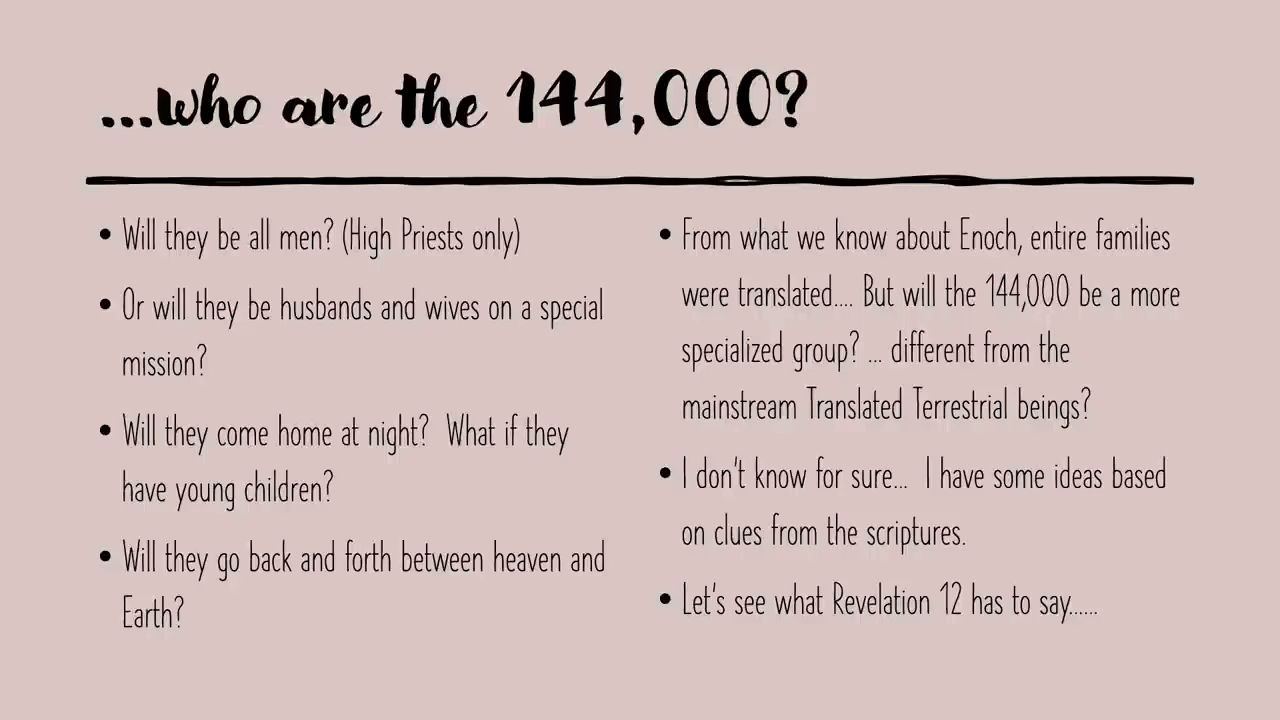 ...who are the 144,000?
• Will they be all men? (High Priests only)
• Or will they be husbands and wives on a special
mission?
• Will they come home at night?  What if they
have young children?
• Will they go back and forth between heaven and
Earth?
• From what we know about Enoch, entire families
were translated.... But will the 144,000 be a more
specialized group? ... different from the
mainstream Translated Terrestrial beings?
• I don't know for sure...  I have some ideas based
on clues from the scriptures.
• Let's see what Revelation 12 has to say......